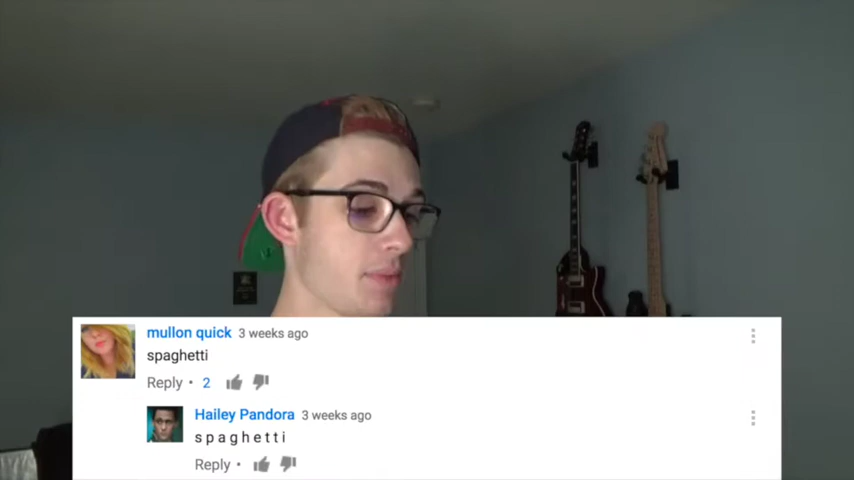 mullon quick 3 weeks ago
spaghetti
Reply • 2
Hailey Pandora 3 weeks ago
s p a g h e t t i
Reply •